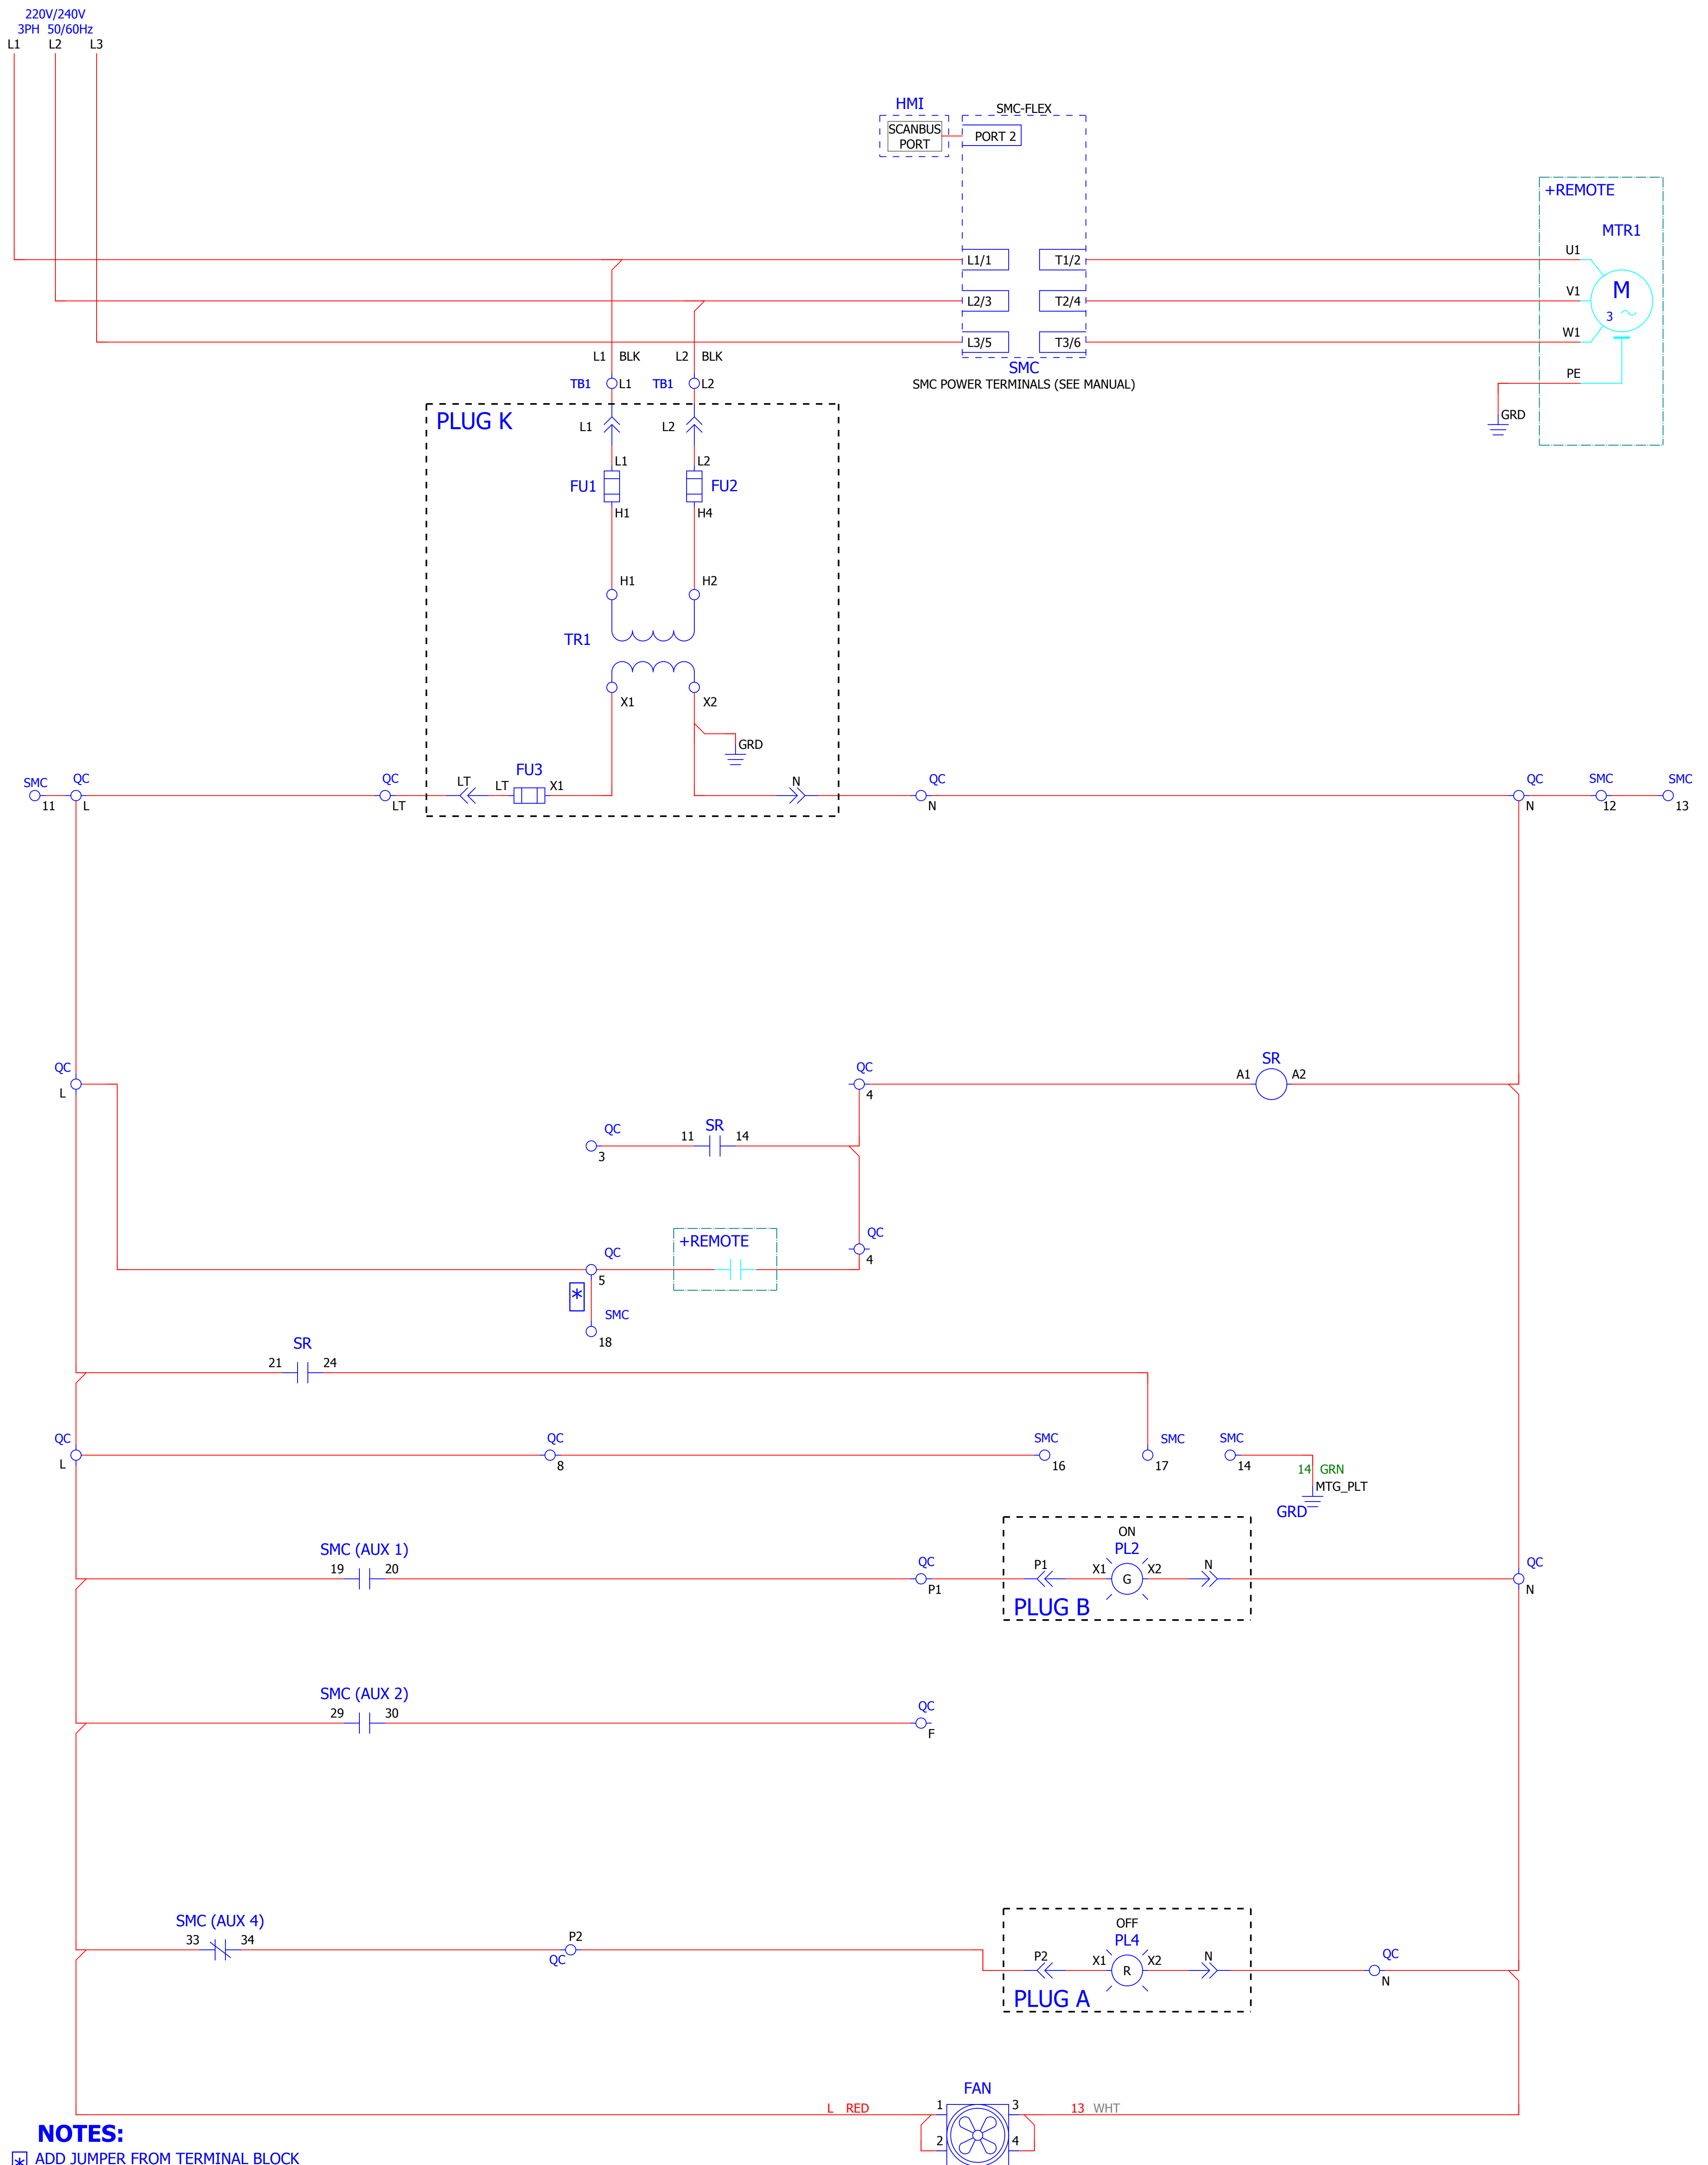 220V/240V
3PH 50/60Hz
L1 L2 L3
HMI
SMC-FLEX
SCANBUS
PORT
PORT 2
+REMOTE
MTR1
U1
L1/1 T1/2
M
V1
L2/3 T2/4
3
W1
L3/5 T3/6
L1 BLK L2 BLK
SMC
PE
TB1 L1 TB1 L2
SMC POWER TERMINALS (SEE MANUAL)
GRD
PLUG K
L1 L2
L1 L2
FU1 FU2
H1 H4
H1 H2
TR1
X1 X2
GRD
FU3
SMC QC QC LT LT X1 N QC QC SMC SMC
11 L LT N N 12 13
SR
QC QC A1 A2
L 4
SR
QC 11 14
3
QC
+REMOTE
QC 4
5
*
SMC
18
SR
21 24
QC QC SMC SMC SMC
L 8 16 17 14
14 GRN
MTG_PLT
GRD
ON
SMC (AUX 1) PL2
19 20 QC P1 X1 X2 N QC
G
P1 N
PLUG B
SMC (AUX 2)
29 30 QC
F
SMC (AUX 4) OFF
33 34 P2 PL4
QC P2 X1 X2 N QC
R
N
PLUG A
FAN
L RED 1 3 13 WHT
NOTES:
2 4
* ADD JUMPER FROM TERMINAL BLOCK